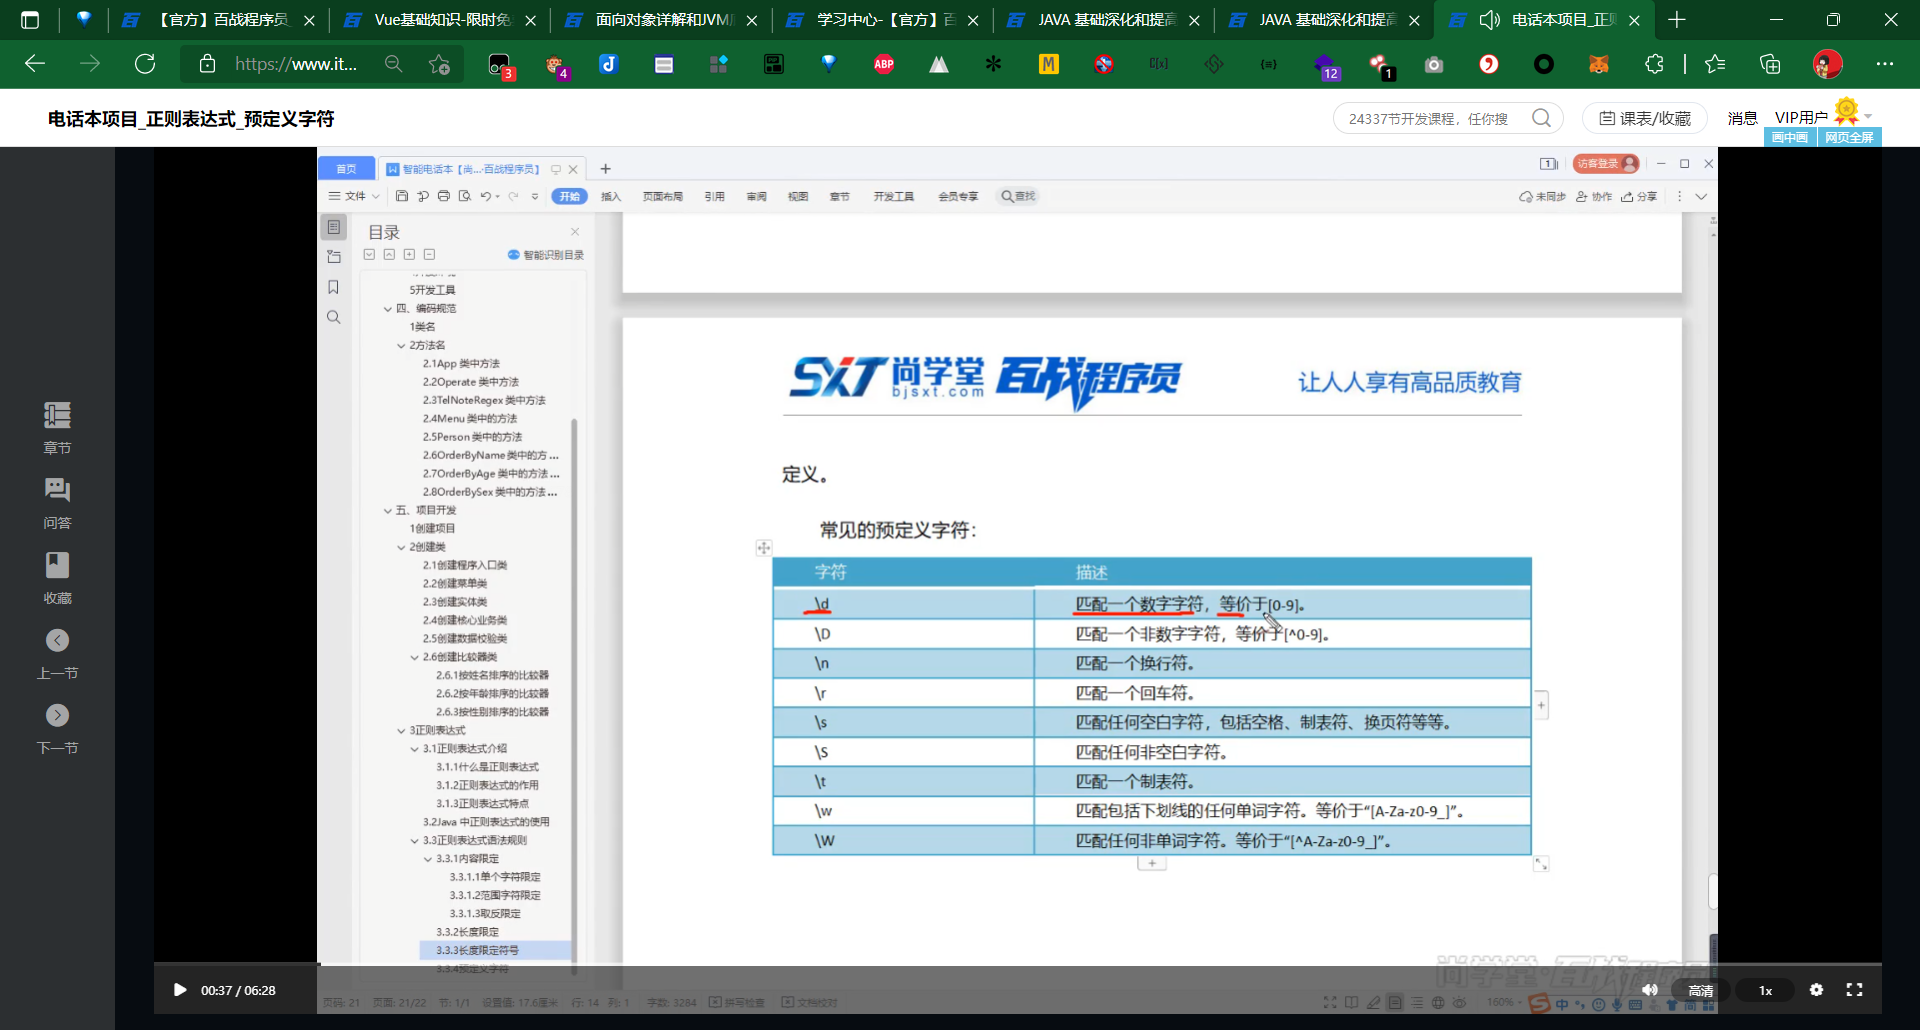 【官方】百战程序员
Vue基础知识-限时免
面向对象详解和JVM
学习中心-【官方】百
JAVA 基础深化和提高
JAVA 基础深化和提高
电话本项目_正则
https://www.it...
3
4
ABP
M
12
1
电话本项目_正则表达式_预定义字符
24337节开发课程，任你搜
课表/收藏
消息
VIP用户
画中画
网页全屏
章节
问答
收藏
上一节
下一节
首页
智能电话本【尚...-百战程序员】
访客登录
文件
开始
插入
页面布局
引用
审阅
视图
章节
开发工具
会员专享
查找
未同步
协作
分享
目录
智能识别目录
5开发工具
四、编码规范
1类名
2方法名
2.1App 类中方法
2.2Operate 类中方法
2.3TelNoteRegex 类中方法
2.4Menu 类中的方法
2.5Person 类中的方法
2.6OrderByName 类中的方 ...
2.7OrderByAge 类中的方法 ...
2.8OrderBySex 类中的方法 ...
五、项目开发
1创建项目
2创建类
2.1创建程序入口类
2.2创建菜单类
2.3创建实体类
2.4创建核心业务类
2.5创建数据校验类
2.6创建比较器类
2.6.1按姓名排序的比较器
2.6.2按年龄排序的比较器
2.6.3按性别排序的比较器
3正则表达式
3.1正则表达式介绍
3.1.1什么是正则表达式
3.1.2正则表达式的作用
3.1.3正则表达式特点
3.2Java 中正则表达式的使用
3.3正则表达式语法规则
3.3.1内容限定
3.3.1.1单个字符限定
3.3.1.2范围字符限定
3.3.1.3取反限定
3.3.2长度限定
3.3.3长度限定符号
3.3.4预定义字符
SXT 尚学堂 百战程序员
bjsxt.com
让人人享有高品质教育
定义。
常见的预定义字符：
字符 描述
\d 匹配一个数字字符，等价于[0-9]。
\D 匹配一个非数字字符，等价于[^0-9]。
\n 匹配一个换行符。
\r 匹配一个回车符。
\s 匹配任何空白字符，包括空格、制表符、换页符等等。
\S 匹配任何非空白字符。
\t 匹配一个制表符。
\w 匹配包括下划线的任何单词字符。等价于“[A-Za-z0-9_]”。
\W 匹配任何非单词字符。等价于“[^A-Za-z0-9_]”。
尚学堂·百战程序员
00:37 / 06:28
高清
1x
页码: 21 页面: 21/22 节: 1/1 设置值: 17.6厘米 行: 14 列: 1 字数: 3284 拼写检查 文档校对
160%